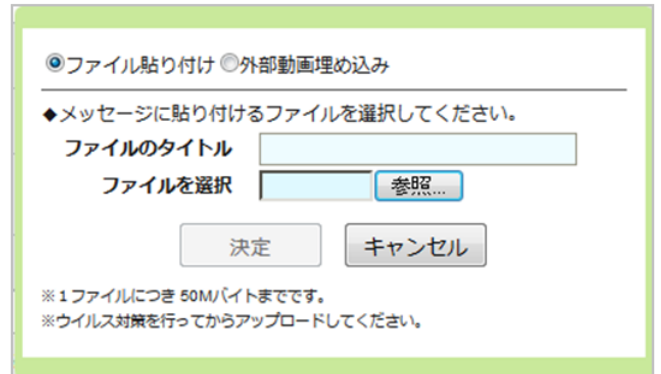 ファイル貼り付け 外部動画埋め込み
◆メッセージに貼り付けるファイルを選択してください。
ファイルのタイトル
ファイルを選択 参照...
決定 キャンセル
※１ファイルにつき 50Mバイトまでです。
※ウイルス対策を行ってからアップロードしてください。